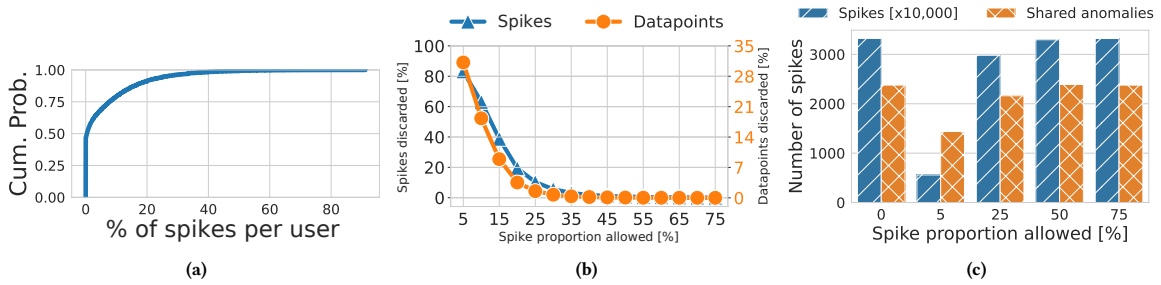 Cum. Prob.
1.00
0.75
0.50
0.25
0.00
0 20 40 60 80
% of spikes per user
(a)
Spikes Datapoints
Spikes discarded [%]
100
80
60
40
20
0
35
28
21
14
7
0
Datapoints discarded [%]
5 15 25 35 45 55 65 75
Spike proportion allowed [%]
(b)
Spikes [x10,000] Shared anomalies
Number of spikes
3000
2000
1000
0
0 5 25 50 75
Spike proportion allowed [%]
(c)